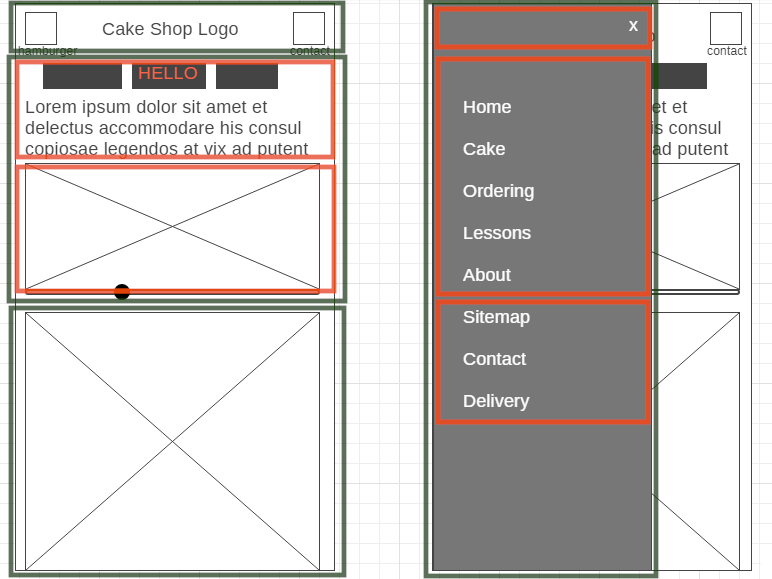 Cake Shop Logo
hamburger
contact
HELLO
Lorem ipsum dolor sit amet et
delectus accommodare his consul
copiosae legendos at vix ad putent
X
contact
Home
et et
Cake
is consul
ad putent
Ordering
Lessons
About
Sitemap
Contact
Delivery